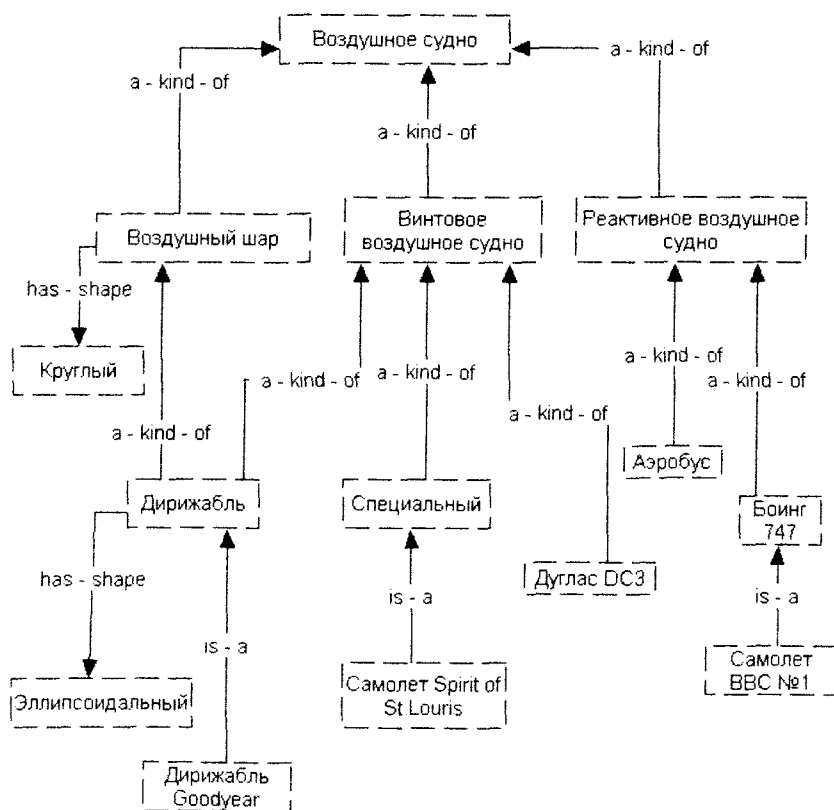 Воздушное судно
a - kind - of
a - kind - of
a - kind - of
Воздушный шар
Винтовое
воздушное судно
Реактивное воздушное
судно
has - shape
Круглый
a - kind - of
a - kind - of
a - kind - of
a - kind - of
a - kind - of
a - kind - of
Аэробус
Дирижабль
Специальный
Боинг
747
has - shape
Дуглас DC3
is - a
is - a
is - a
Эллипсоидальный
Самолет Spirit of
St Louris
Самолет
ВВС №1
Дирижабль
Goodyear